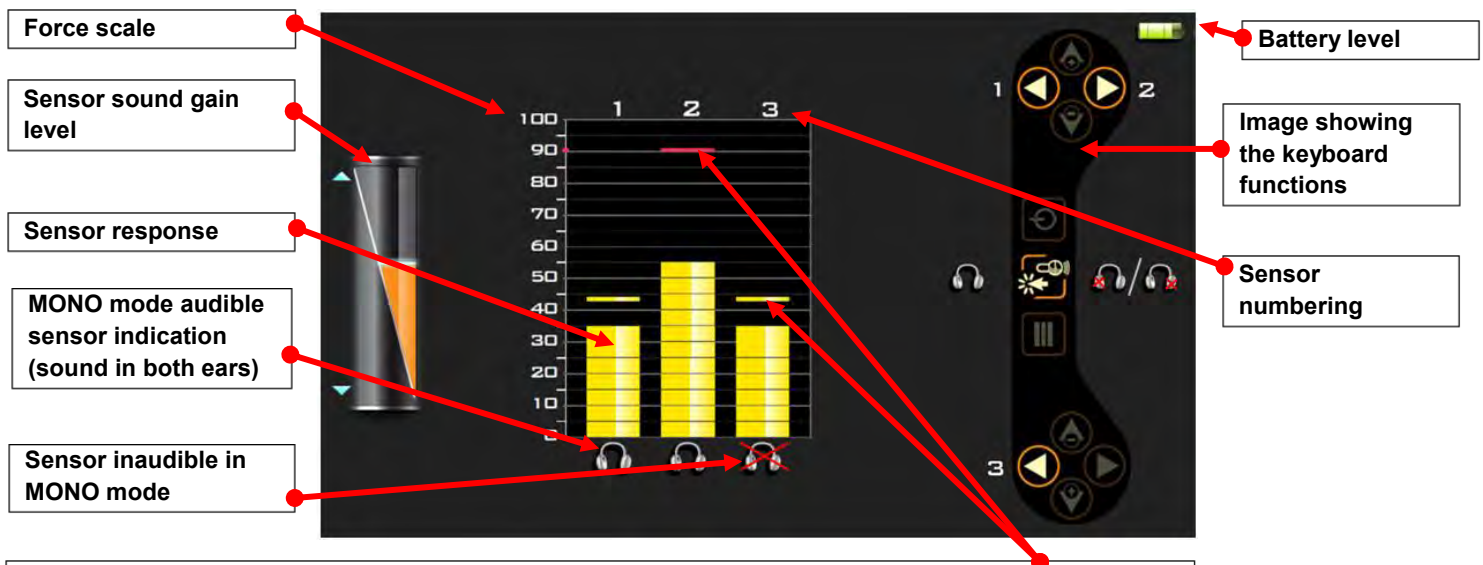 Force scale
Battery level
Sensor sound gain
level
Image showing
the keyboard
functions
Sensor response
Sensor
numbering
MONO mode audible
sensor indication
(sound in both ears)
Sensor inaudible in
MONO mode
1 2 3
100
90
80
70
60
50
40
30
20
10
0
1
2
/
3